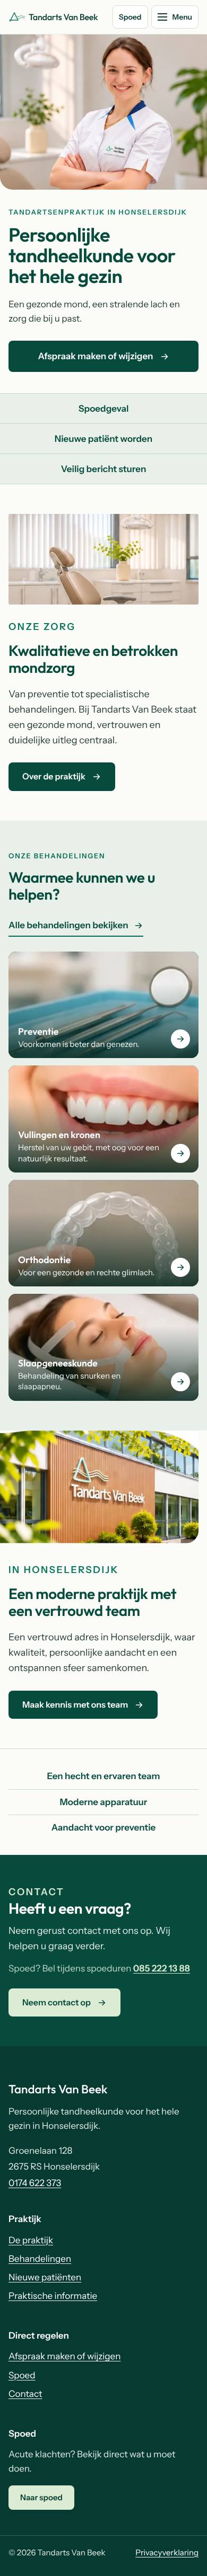 Tandarts Van Beek
Spoed
Menu
Tandarts Van Beek
TANDARTSENPRAKTIJK IN HONSELERSDIJK
Persoonlijke
tandheelkunde voor
het hele gezin
Een gezonde mond, een stralende lach en
zorg die bij u past.
Afspraak maken of wijzigen →
Spoedgeval
Nieuwe patiënt worden
Veilig bericht sturen
ONZE ZORG
Kwalitatieve en betrokken
mondzorg
Van preventie tot specialistische
behandelingen. Bij Tandarts Van Beek staat
een gezonde mond, vertrouwen en
duidelijke uitleg centraal.
Over de praktijk →
ONZE BEHANDELINGEN
Waarmee kunnen we u
helpen?
Alle behandelingen bekijken →
Preventie
Voorkomen is beter dan genezen.
Vullingen en kronen
Herstel van uw gebit, met oog voor een
natuurlijk resultaat.
Orthodontie
Voor een gezonde en rechte glimlach.
Slaapgeneeskunde
Behandeling van snurken en
slaapapneu.
Tandarts Van Beek
IN HONSELERSDIJK
Een moderne praktijk met
een vertrouwd team
Een vertrouwd adres in Honselersdijk, waar
kwaliteit, persoonlijke aandacht en een
ontspannen sfeer samenkomen.
Maak kennis met ons team →
Een hecht en ervaren team
Moderne apparatuur
Aandacht voor preventie
CONTACT
Heeft u een vraag?
Neem gerust contact met ons op. Wij
helpen u graag verder.
Spoed? Bel tijdens spoeduren 085 222 13 88
Neem contact op →
Tandarts Van Beek
Persoonlijke tandheelkunde voor het hele
gezin in Honselersdijk.
Groenelaan 128
2675 RS Honselersdijk
0174 622 373
Praktijk
De praktijk
Behandelingen
Nieuwe patiënten
Praktische informatie
Direct regelen
Afspraak maken of wijzigen
Spoed
Contact
Spoed
Acute klachten? Bekijk direct wat u moet
doen.
Naar spoed
© 2026 Tandarts Van Beek
Privacyverklaring